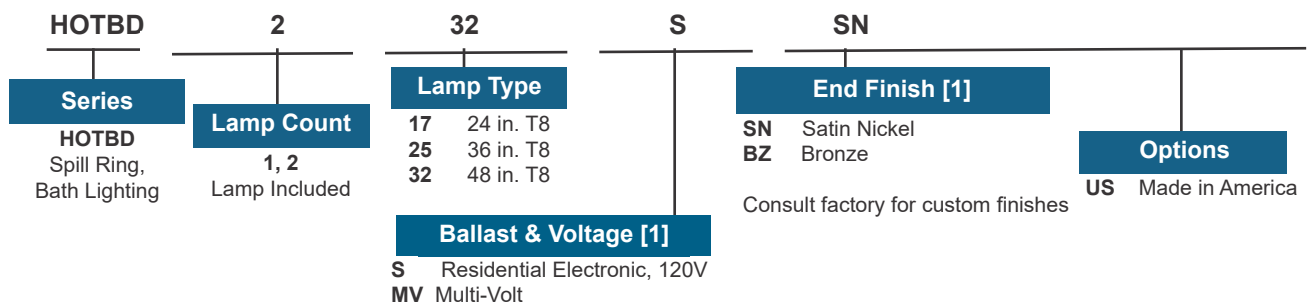 HOTBD 2 32 S SN
Series
HOTBD
Spill Ring,
Bath Lighting
Lamp Count
1, 2
Lamp Included
Lamp Type
17 24 in. T8
25 36 in. T8
32 48 in. T8
Ballast & Voltage [1]
S Residential Electronic, 120V
MV Multi-Volt
End Finish [1]
SN Satin Nickel
BZ Bronze
Consult factory for custom finishes
Options
US Made in America